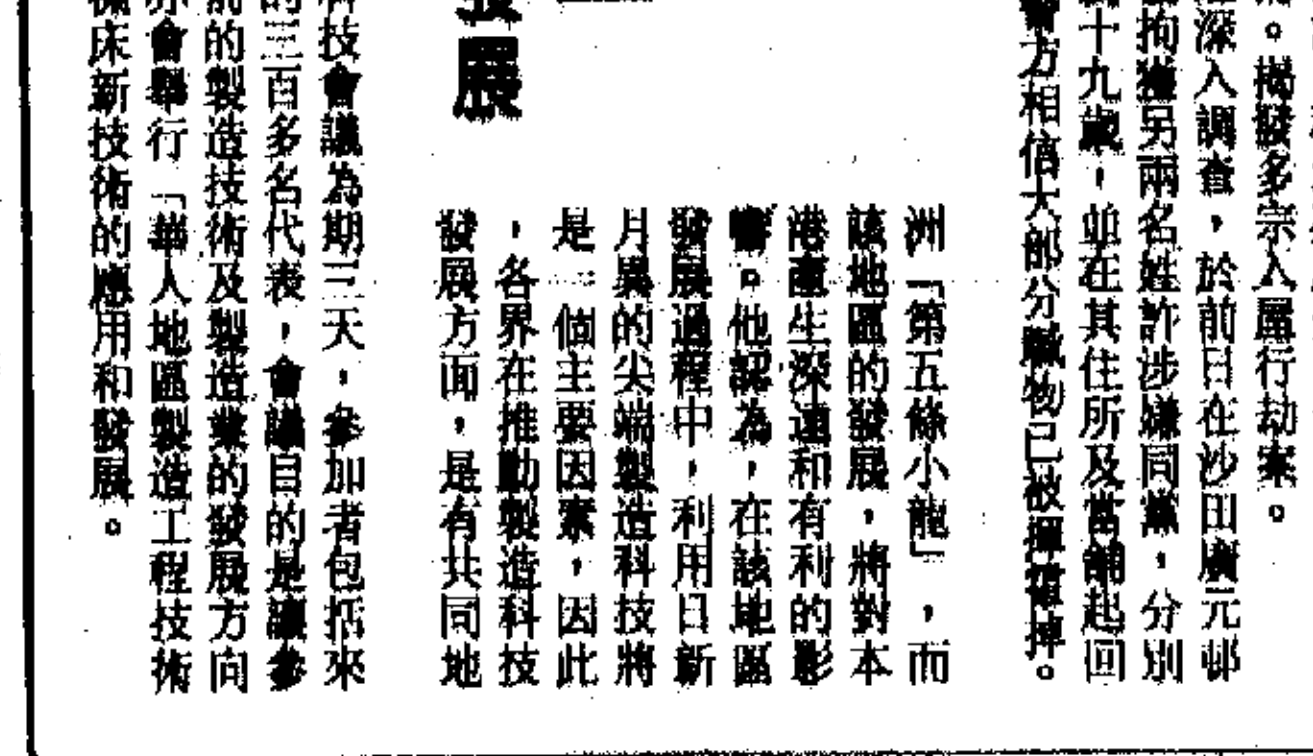 。揭發多宗入屋行劫案。
深入調查，於前日在沙田廣元邨
拘獲另兩名姓許涉嫌同黨，分別
十九歲，並在其住所及當舖起回
警方相信大部分贓物已被揮霍掉。
展
洲「第五條小龍」，而
該地區的發展，將對本
港產生深遠和有利的影
響。他認為，在該地區
發展過程中，利用日新
月異的尖端製造科技將
是一個主要因素，因此
，各界在推動製造科技
發展方面，是有共同地
科技會議為期三天，參加者包括來
的三百多名代表，會議目的是讓參
的製造技術及製造業的發展方向
亦會舉行「華人地區製造工程技術
床新技術的應用和發展。